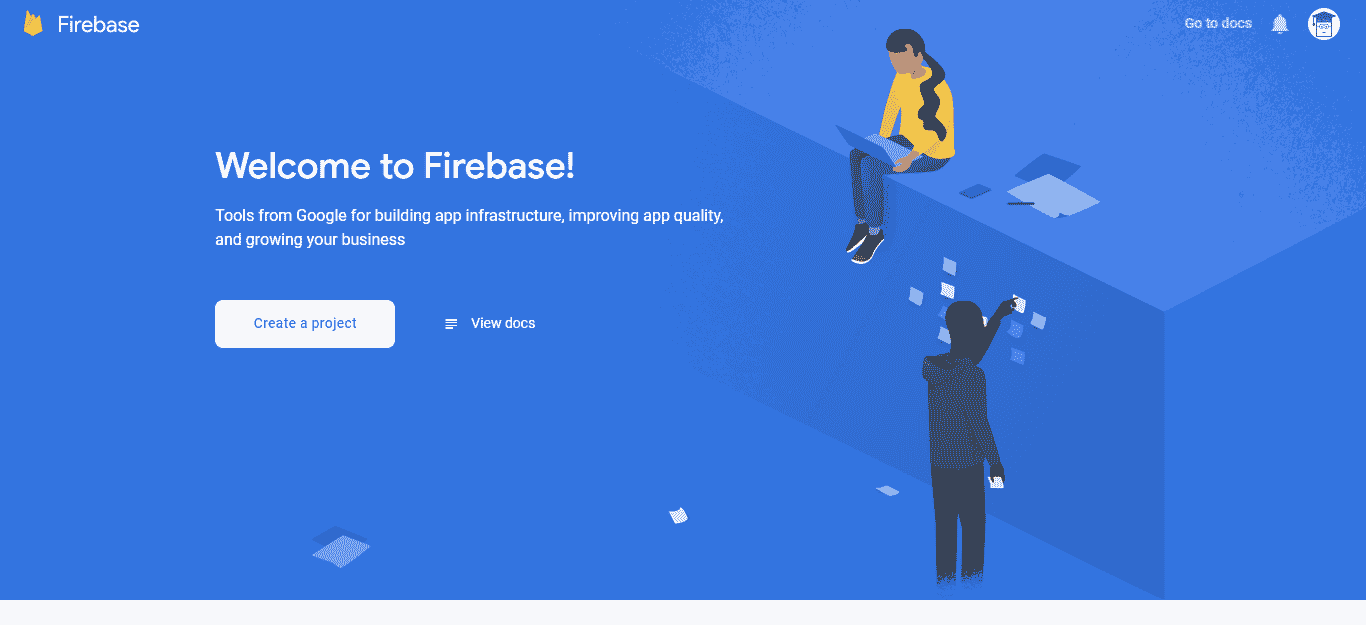 Firebase
Go to docs
Welcome to Firebase!
Tools from Google for building app infrastructure, improving app quality,
and growing your business
Create a project
View docs